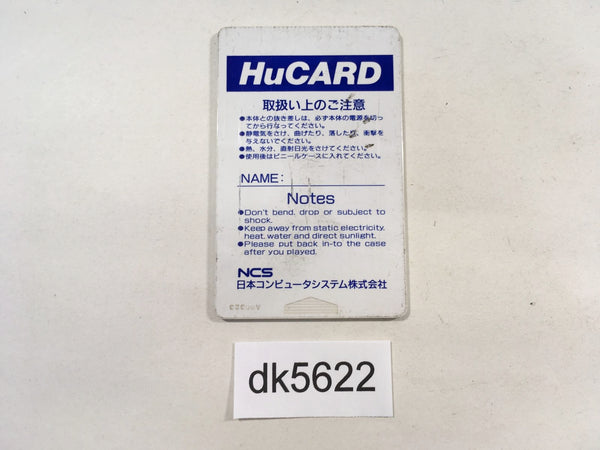 HuCARD
取扱い上のご注意
●本体との抜き差しは、必ず本体の電源を切っ
てから行なってください。
●静電気をさけ、曲げたり、落したり、衝撃を
与えないでください。
●熱、水分、直射日光をさけてください。
●使用後はビニールケースに入れてください。
NAME:
Notes
●Don't bend, drop or subject to
shock.
●Keep away from static electricity,
heat, water and direct sunlight.
●Please put back in-to the case
after you played.
NCS
日本コンピュータシステム株式会社
dk5622